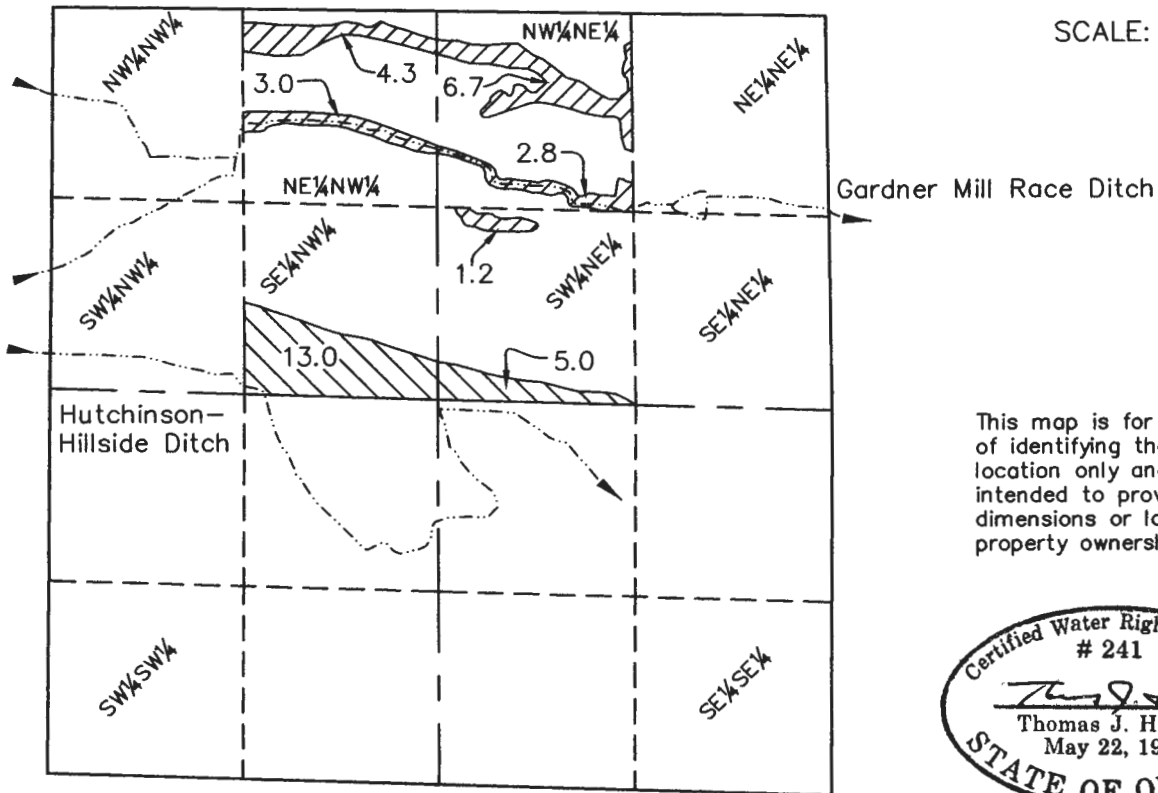 SCALE:
NW¼NW¼
NW¼NE¼
NE¼NE¼
4.3
6.7
3.0
2.8
NE¼NW¼
Gardner Mill Race Ditch
1.2
SW¼NW¼
SE¼NW¼
SW¼NE¼
SE¼NE¼
13.0
5.0
Hutchinson-
Hillside Ditch
This map is for
of identifying th
location only an
intended to prov
dimensions or lo
property ownersh
SW¼SW¼
SE¼SE¼
Certified Water Righ
# 241
Thomas J. H
May 22, 19
STATE OF O